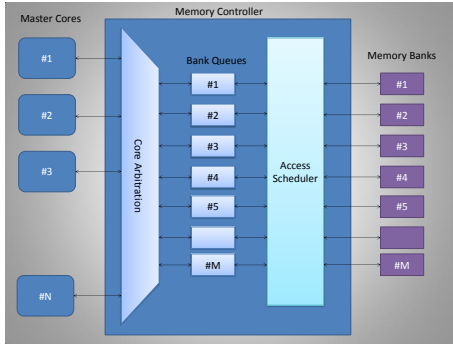 Master Cores
Memory Controller
#1
#2
#3
#N
Core Arbitration
Bank Queues
#1
#2
#3
#4
#5
#M
Access
Scheduler
Memory Banks
#1
#2
#3
#4
#5
#M